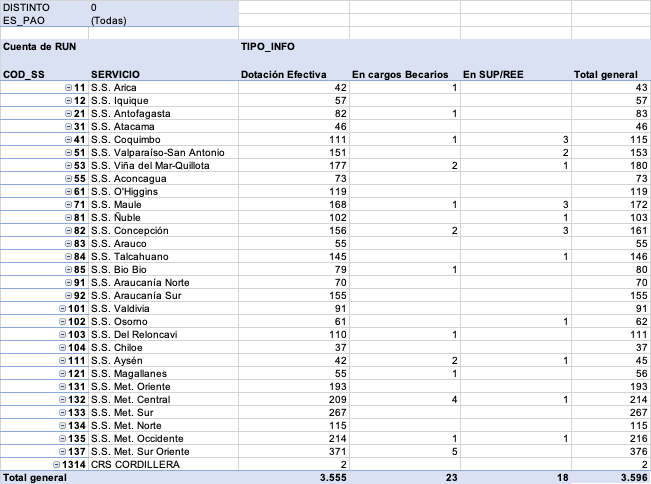 DISTINTO 0
ES_PAO (Todas)
Cuenta de RUN TIPO_INFO
COD_SS SERVICIO Dotación Efectiva En cargos Becarios En SUP/REE Total general
11 S.S. Arica 42 1 43
12 S.S. Iquique 57 57
21 S.S. Antofagasta 82 1 83
31 S.S. Atacama 46 46
41 S.S. Coquimbo 111 1 3 115
51 S.S. Valparaíso-San Antonio 151 2 153
53 S.S. Viña del Mar-Quillota 177 2 1 180
55 S.S. Aconcagua 73 73
61 S.S. O'Higgins 119 119
71 S.S. Maule 168 1 3 172
81 S.S. Ñuble 102 1 103
82 S.S. Concepción 156 2 3 161
83 S.S. Arauco 55 55
84 S.S. Talcahuano 145 1 146
85 S.S. Bio Bio 79 1 80
91 S.S. Araucanía Norte 70 70
92 S.S. Araucanía Sur 155 155
101 S.S. Valdivia 91 91
102 S.S. Osorno 61 1 62
103 S.S. Del Reloncavi 110 1 111
104 S.S. Chiloe 37 37
111 S.S. Aysén 42 2 1 45
121 S.S. Magallanes 55 1 56
131 S.S. Met. Oriente 193 193
132 S.S. Met. Central 209 4 1 214
133 S.S. Met. Sur 267 267
134 S.S. Met. Norte 115 115
135 S.S. Met. Occidente 214 1 1 216
137 S.S. Met. Sur Oriente 371 5 376
1314 CRS CORDILLERA 2 2
Total general 3.555 23 18 3.596